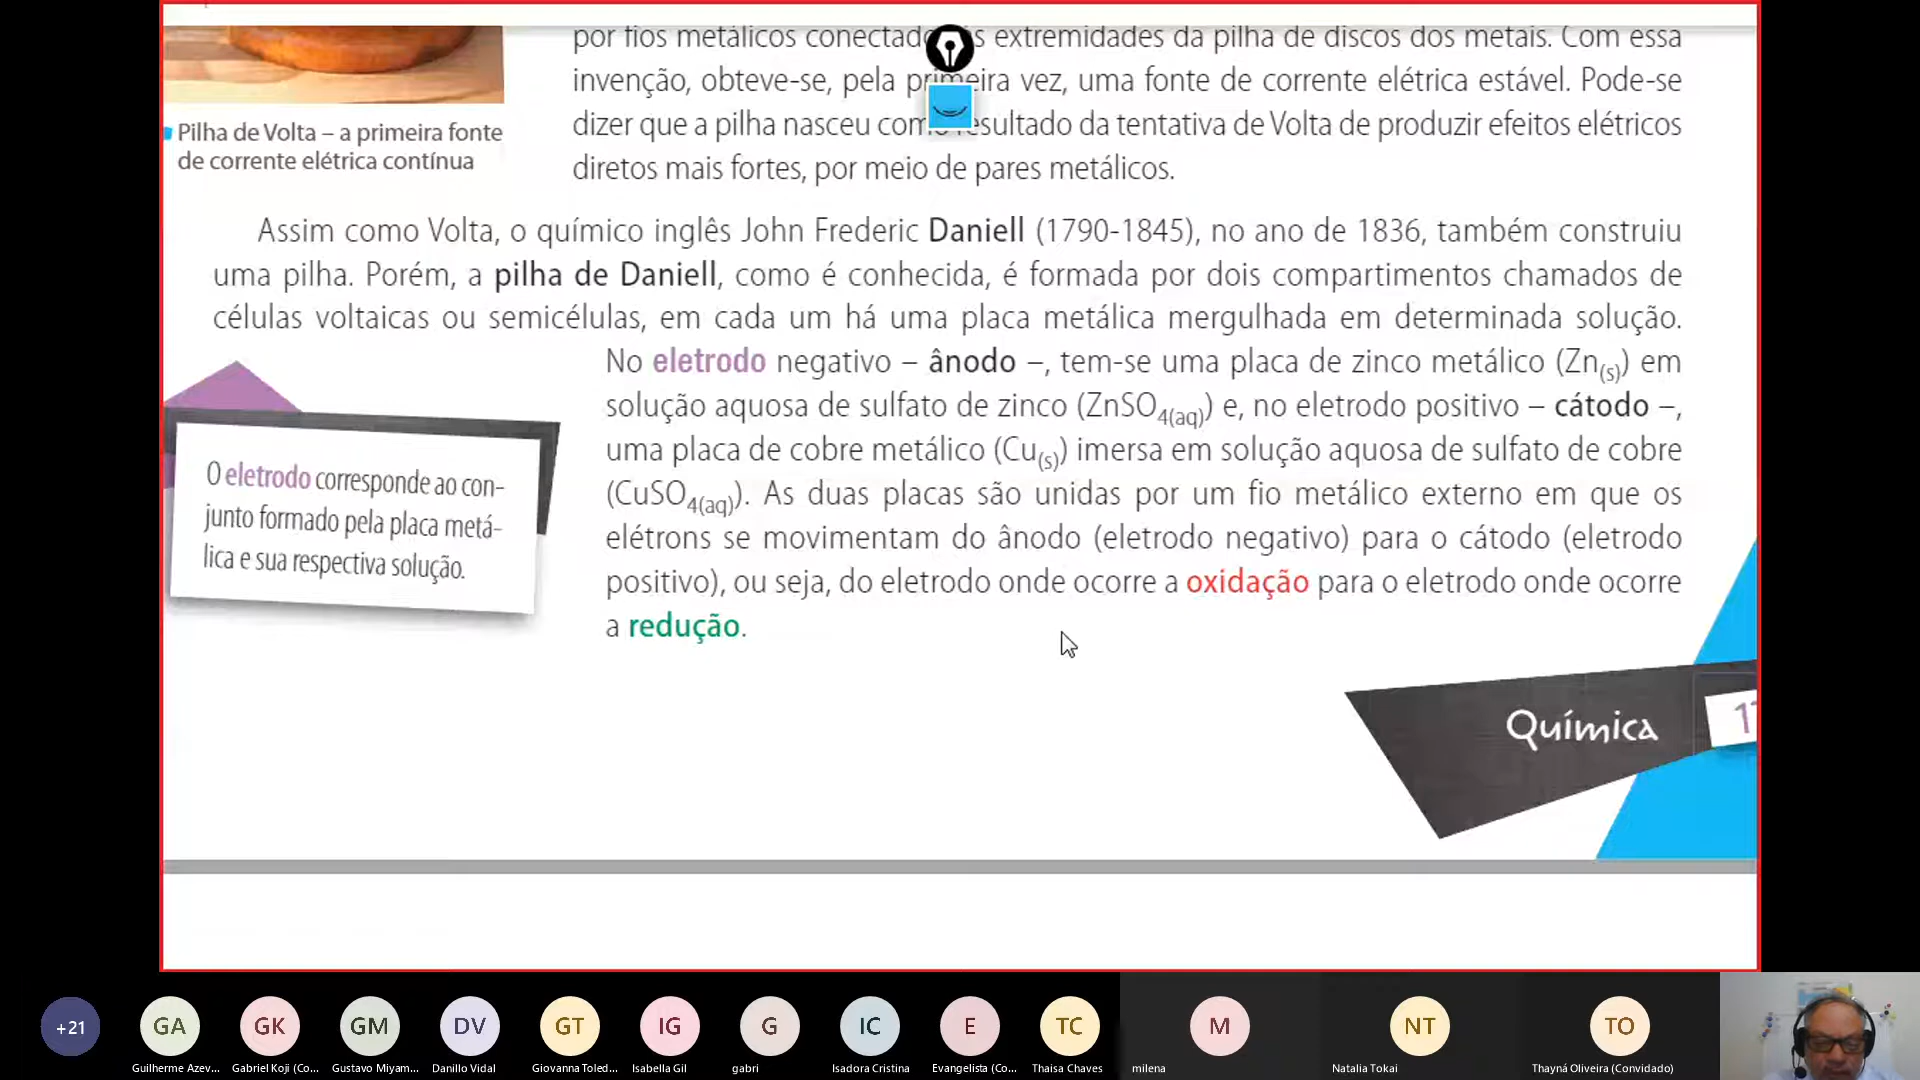 por fios metálicos conectad s extremidades da pilha de discos dos metais. Com essa
invenção, obteve-se, pela primeira vez, uma fonte de corrente elétrica estável. Pode-se
dizer que a pilha nasceu como resultado da tentativa de Volta de produzir efeitos elétricos
diretos mais fortes, por meio de pares metálicos.
Pilha de Volta – a primeira fonte
de corrente elétrica contínua
Assim como Volta, o químico inglês John Frederic Daniell (1790-1845), no ano de 1836, também construiu
uma pilha. Porém, a pilha de Daniell, como é conhecida, é formada por dois compartimentos chamados de
células voltaicas ou semicélulas, em cada um há uma placa metálica mergulhada em determinada solução.
No eletrodo negativo – ânodo –, tem-se uma placa de zinco metálico (Zn(s)) em
solução aquosa de sulfato de zinco (ZnSO4(aq)) e, no eletrodo positivo – cátodo –,
uma placa de cobre metálico (Cu(s)) imersa em solução aquosa de sulfato de cobre
(CuSO4(aq)). As duas placas são unidas por um fio metálico externo em que os
elétrons se movimentam do ânodo (eletrodo negativo) para o cátodo (eletrodo
positivo), ou seja, do eletrodo onde ocorre a oxidação para o eletrodo onde ocorre
a redução.
O eletrodo corresponde ao con-
junto formado pela placa metá-
lica e sua respectiva solução.
Química
+21
GA
GK
GM
DV
GT
IG
G
IC
E
TC
M
NT
TO
Guilherme Azev...
Gabriel Koji (Co...
Gustavo Miyam...
Danillo Vidal
Giovanna Toled...
Isabella Gil
gabri
Isadora Cristina
Evangelista (Co...
Thaisa Chaves
milena
Natalia Tokai
Thayná Oliveira (Convidado)